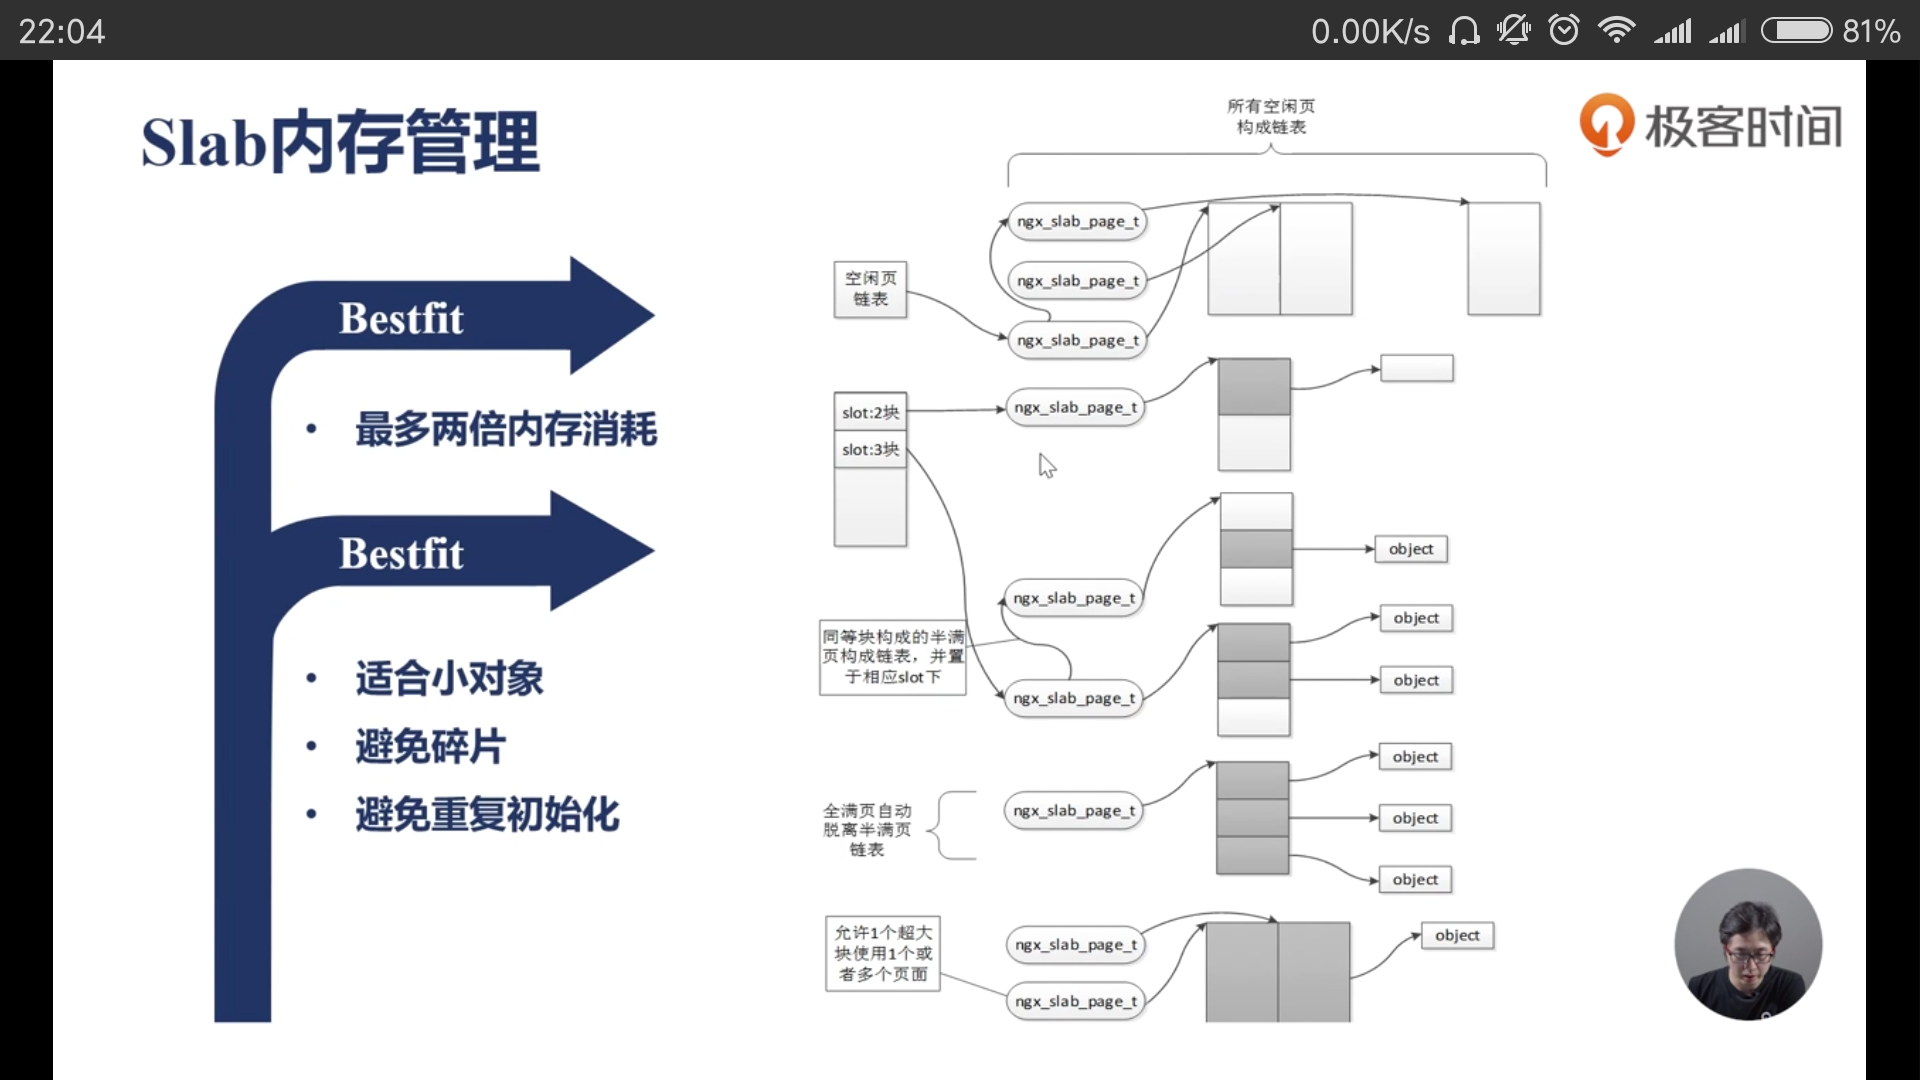 22:04
0.00K/s
81%
Slab内存管理
极客时间
Bestfit
• 最多两倍内存消耗
Bestfit
• 适合小对象
• 避免碎片
• 避免重复初始化
所有空闲页
构成链表
ngx_slab_page_t
ngx_slab_page_t
空闲页
链表
ngx_slab_page_t
slot:2块
ngx_slab_page_t
slot:3块
object
ngx_slab_page_t
object
同等块构成的半满
页构成链表，并置
于相应slot下
object
ngx_slab_page_t
object
全满页自动
脱离半满页
链表
ngx_slab_page_t
object
object
允许1个超大
块使用1个或
者多个页面
ngx_slab_page_t
object
ngx_slab_page_t